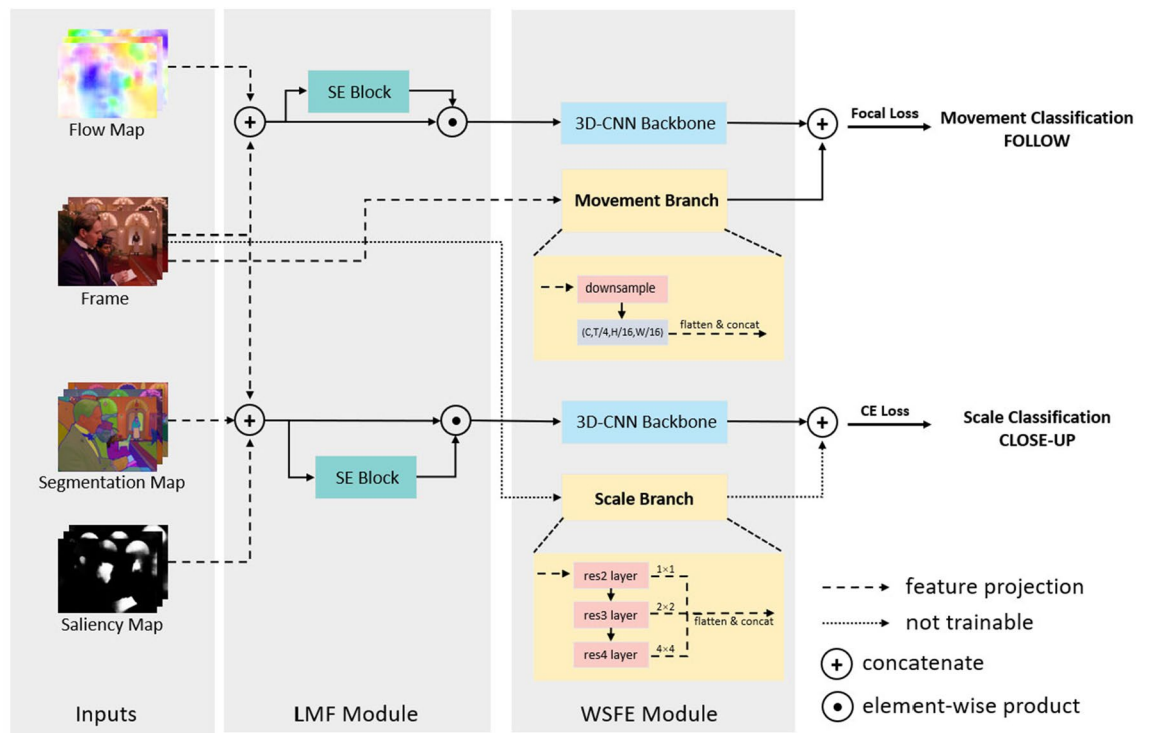 Flow Map
Frame
Segmentation Map
Saliency Map
Inputs
SE Block
SE Block
LMF Module
3D-CNN Backbone
Movement Branch
downsample
(C,T/4,H/16,W/16)
flatten & concat
3D-CNN Backbone
Scale Branch
res2 layer
1×1
res3 layer
2×2
flatten & concat
res4 layer
4×4
WSFE Module
Focal Loss
Movement Classification
FOLLOW
CE Loss
Scale Classification
CLOSE-UP
feature projection
not trainable
concatenate
element-wise product